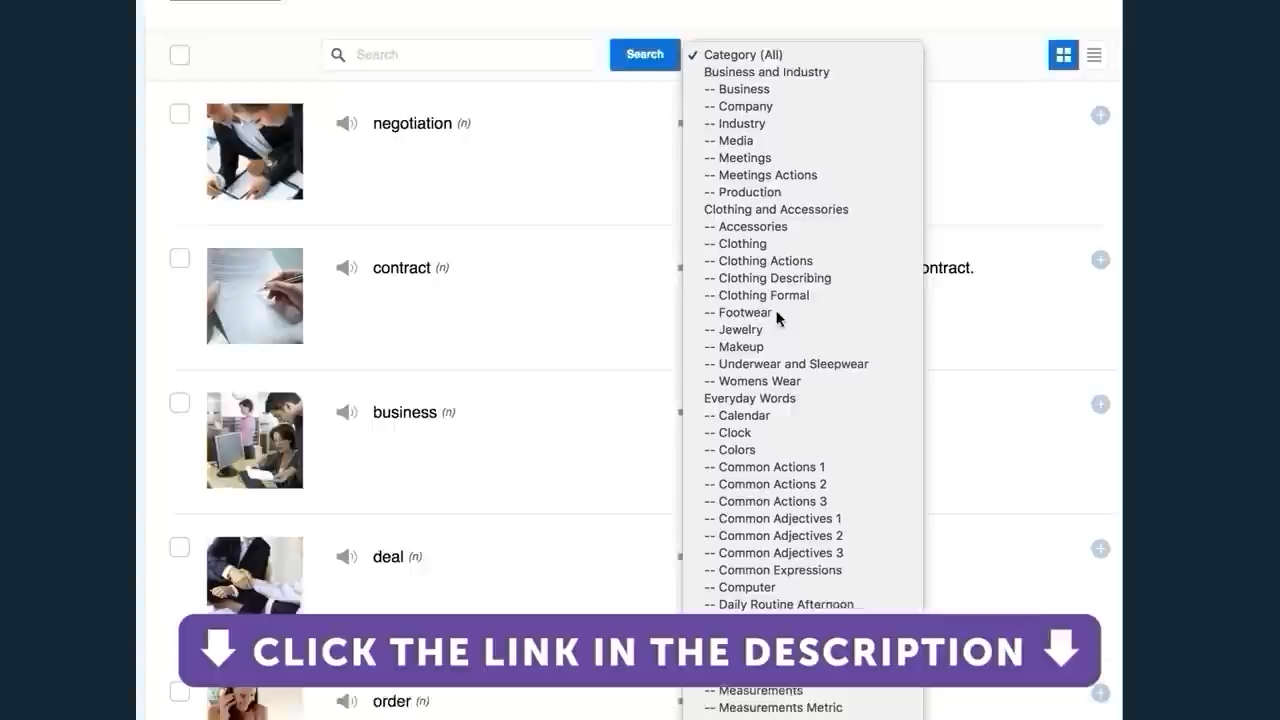 Search
Search
Category (All)
Business and Industry
-- Business
-- Company
-- Industry
-- Media
-- Meetings
-- Meetings Actions
-- Production
Clothing and Accessories
-- Accessories
-- Clothing
-- Clothing Actions
-- Clothing Describing
-- Clothing Formal
-- Footwear
-- Jewelry
-- Makeup
-- Underwear and Sleepwear
-- Womens Wear
Everyday Words
-- Calendar
-- Clock
-- Colors
-- Common Actions 1
-- Common Actions 2
-- Common Actions 3
-- Common Adjectives 1
-- Common Adjectives 2
-- Common Adjectives 3
-- Common Expressions
-- Computer
-- Daily Routine Afternoon
-- Measurements
-- Measurements Metric
negotiation (n)
contract (n)
ontract.
business (n)
deal (n)
order (n)
CLICK THE LINK IN THE DESCRIPTION